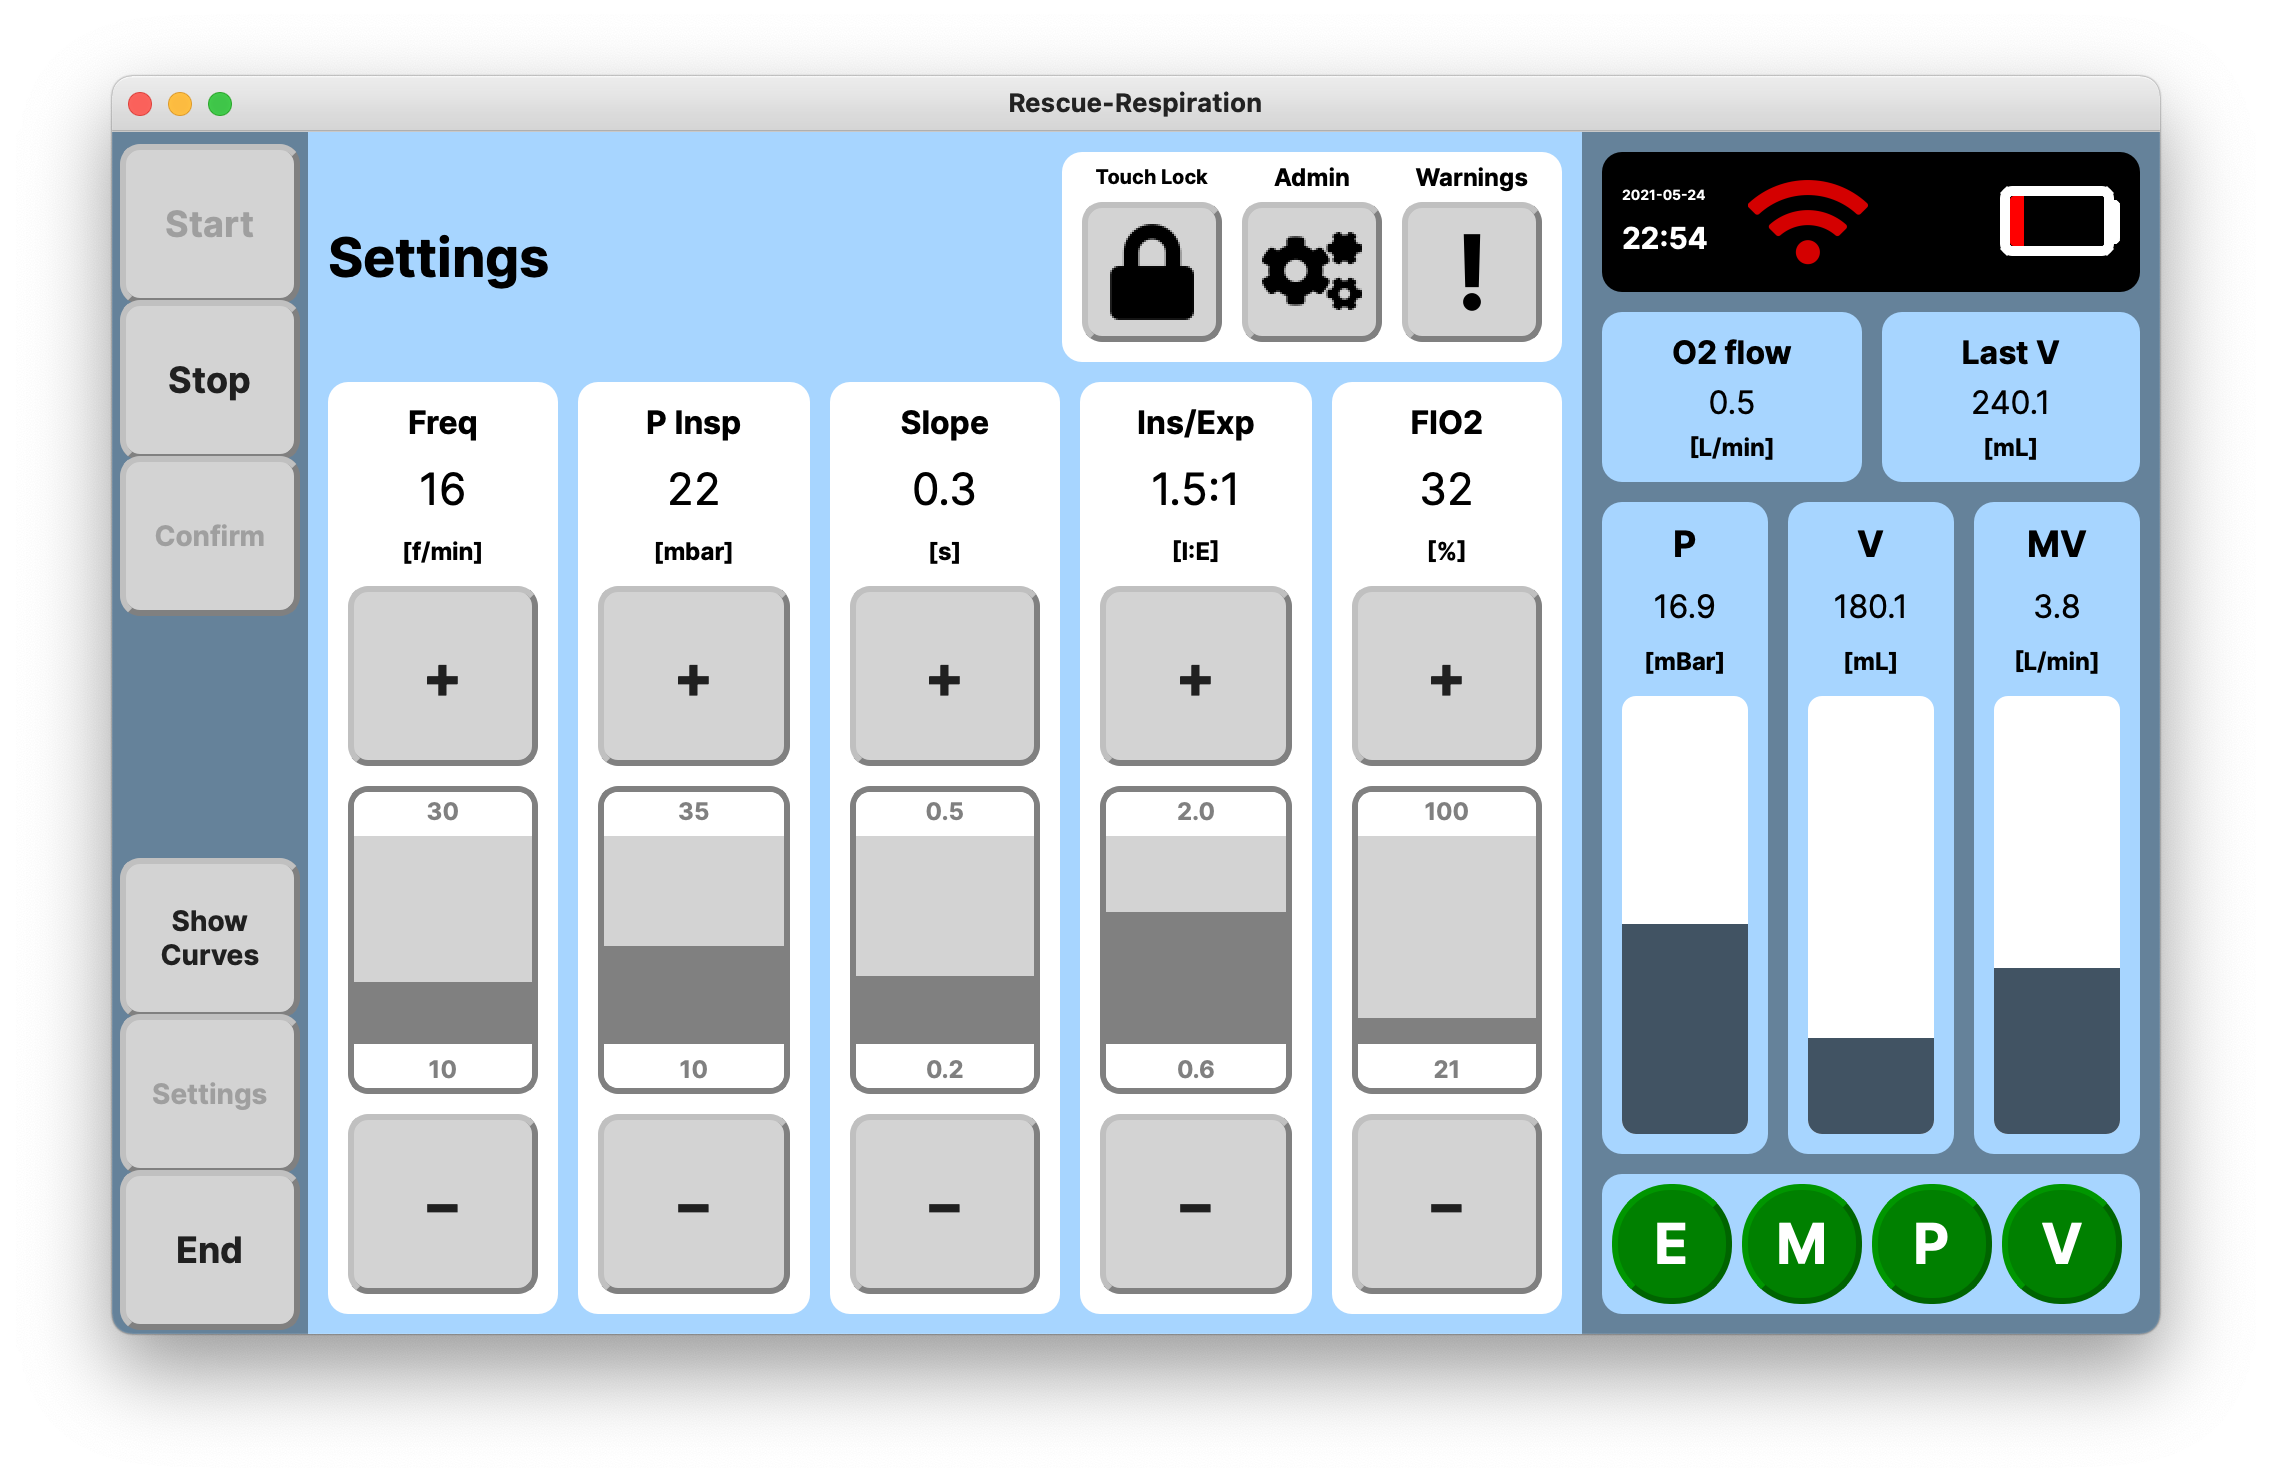 Rescue-Respiration
Start
Stop
Confirm
Show
Curves
Settings
End
Settings
Touch Lock
Admin
Warnings
!
Freq
16
[f/min]
+
30
10
−
P Insp
22
[mbar]
+
35
10
−
Slope
0.3
[s]
+
0.5
0.2
−
Ins/Exp
1.5:1
[I:E]
+
2.0
0.6
−
FIO2
32
[%]
+
100
21
−
2021-05-24
22:54
O2 flow
0.5
[L/min]
Last V
240.1
[mL]
P
16.9
[mBar]
V
180.1
[mL]
MV
3.8
[L/min]
E M P V